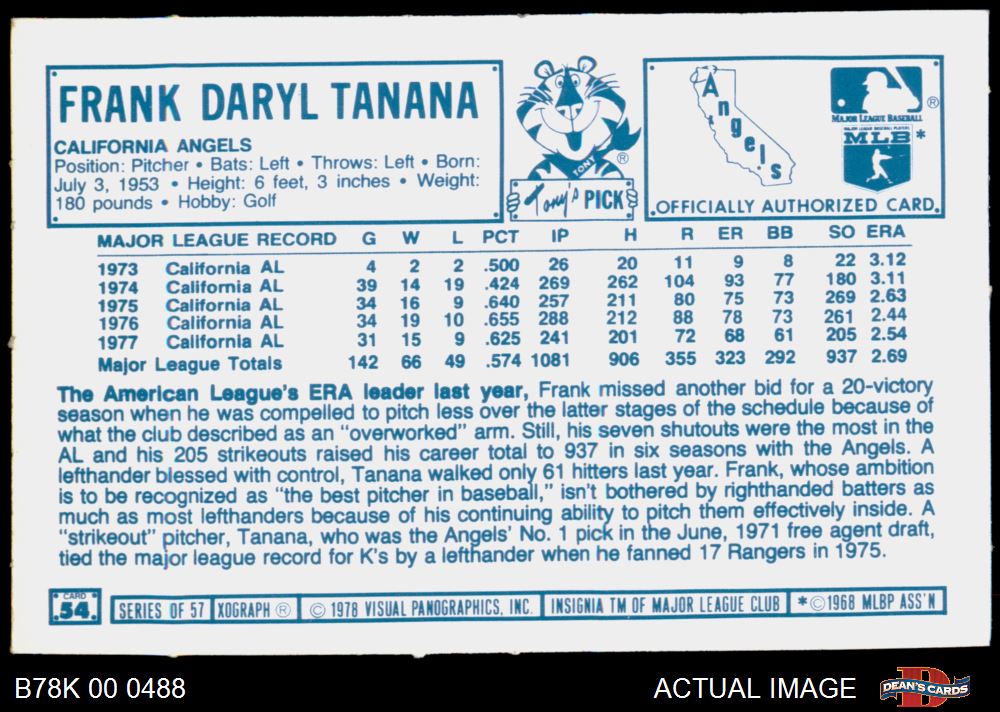 FRANK DARYL TANANA
CALIFORNIA ANGELS
Position: Pitcher • Bats: Left • Throws: Left • Born:
July 3, 1953 • Height: 6 feet, 3 inches • Weight:
180 pounds • Hobby: Golf
TONY
®
Tony's PICK
Angels
®
MAJOR LEAGUE BASEBALL
MAJOR LEAGUE BASEBALL PLAYERS
MLB *
OFFICIALLY AUTHORIZED CARD
MAJOR LEAGUE RECORD G W L PCT IP H R ER BB SO ERA
1973 California AL 4 2 2 .500 26 20 11 9 8 22 3.12
1974 California AL 39 14 19 .424 269 262 104 93 77 180 3.11
1975 California AL 34 16 9 .640 257 211 80 75 73 269 2.63
1976 California AL 34 19 10 .655 288 212 88 78 73 261 2.44
1977 California AL 31 15 9 .625 241 201 72 68 61 205 2.54
Major League Totals 142 66 49 .574 1081 906 355 323 292 937 2.69
The American League's ERA leader last year, Frank missed another bid for a 20-victory
season when he was compelled to pitch less over the latter stages of the schedule because of
what the club described as an "overworked" arm. Still, his seven shutouts were the most in the
AL and his 205 strikeouts raised his career total to 937 in six seasons with the Angels. A
lefthander blessed with control, Tanana walked only 61 hitters last year. Frank, whose ambition
is to be recognized as "the best pitcher in baseball," isn't bothered by righthanded batters as
much as most lefthanders because of his continuing ability to pitch them effectively inside. A
"strikeout" pitcher, Tanana, who was the Angels' No. 1 pick in the June, 1971 free agent draft,
tied the major league record for K's by a lefthander when he fanned 17 Rangers in 1975.
CARD
54
SERIES OF 57 XOGRAPH ® © 1978 VISUAL PANOGRAPHICS, INC. INSIGNIA TM OF MAJOR LEAGUE CLUB *©1968 MLBP ASS'N
B78K 00 0488
ACTUAL IMAGE
D
DEAN'S CARDS